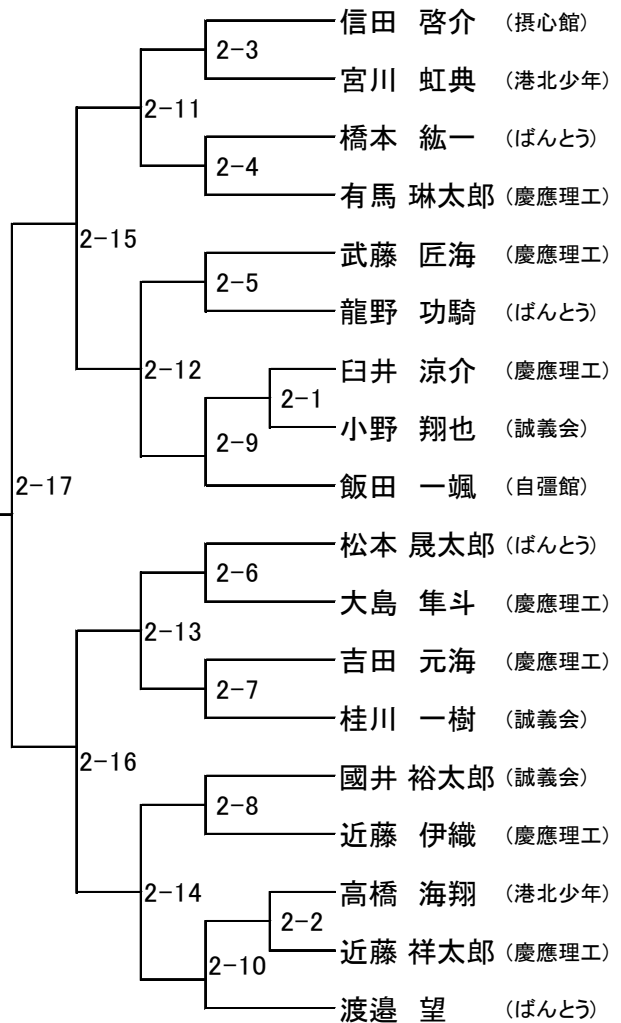 信田 啓介 (摂心館)
2-3
宮川 虹典 (港北少年)
2-11
橋本 紘一 (ばんとう)
2-4
有馬 琳太郎 (慶應理工)
2-15
武藤 匠海 (慶應理工)
2-5
龍野 功騎 (ばんとう)
2-12
臼井 涼介 (慶應理工)
2-1
小野 翔也 (誠義会)
2-9
飯田 一颯 (自彊館)
2-17
松本 晟太郎 (ばんとう)
2-6
大島 隼斗 (慶應理工)
2-13
吉田 元海 (慶應理工)
2-7
桂川 一樹 (誠義会)
2-16
國井 裕太郎 (誠義会)
2-8
近藤 伊織 (慶應理工)
2-14
高橋 海翔 (港北少年)
2-2
近藤 祥太郎 (慶應理工)
2-10
渡邉 望 (ばんとう)